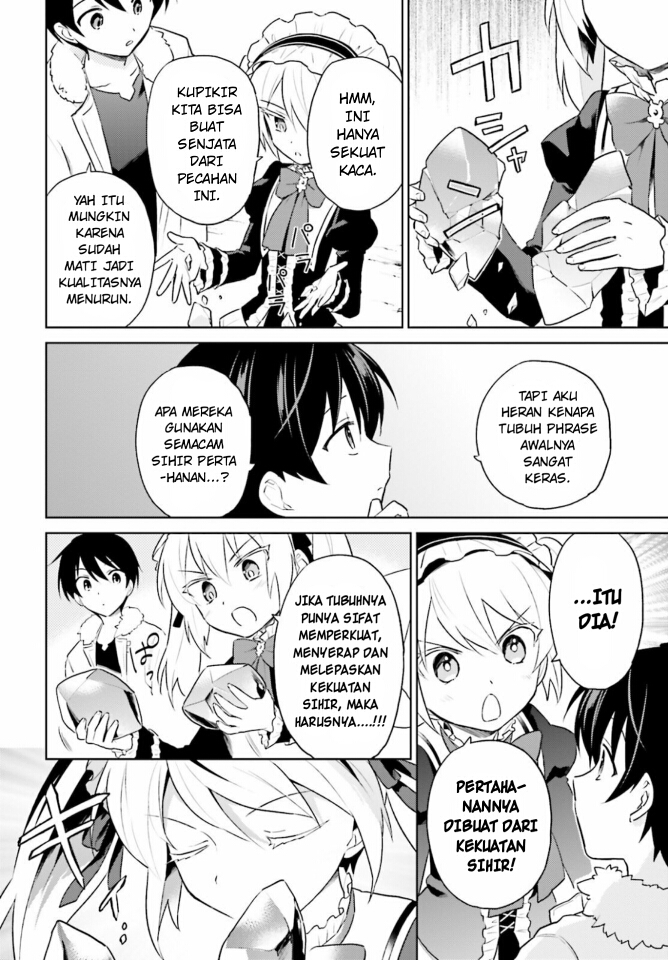 HMM,
INI
HANYA
SEKUAT
KACA.
KUPIKIR
KITA BISA
BUAT
SENJATA
DARI
PECAHAN
INI.
YAH ITU
MUNGKIN
KARENA
SUDAH
MATI JADI
KUALITASNYA
MENURUN.
TAPI AKU
HERAN KENAPA
TUBUH PHRASE
AWALNYA
SANGAT
KERAS.
APA MEREKA
GUNAKAN
SEMACAM
SIHIR PERTA
-HANAN...?
...ITU
DIA!
PERTAHA-
NANNYA
DIBUAT DARI
KEKUATAN
SIHIR!
JIKA TUBUHNYA
PUNYA SIFAT
MEMPERKUAT,
MENYERAP DAN
MELEPASKAN
KEKUATAN
SIHIR, MAKA
HARUSNYA....!!!
ぱっ